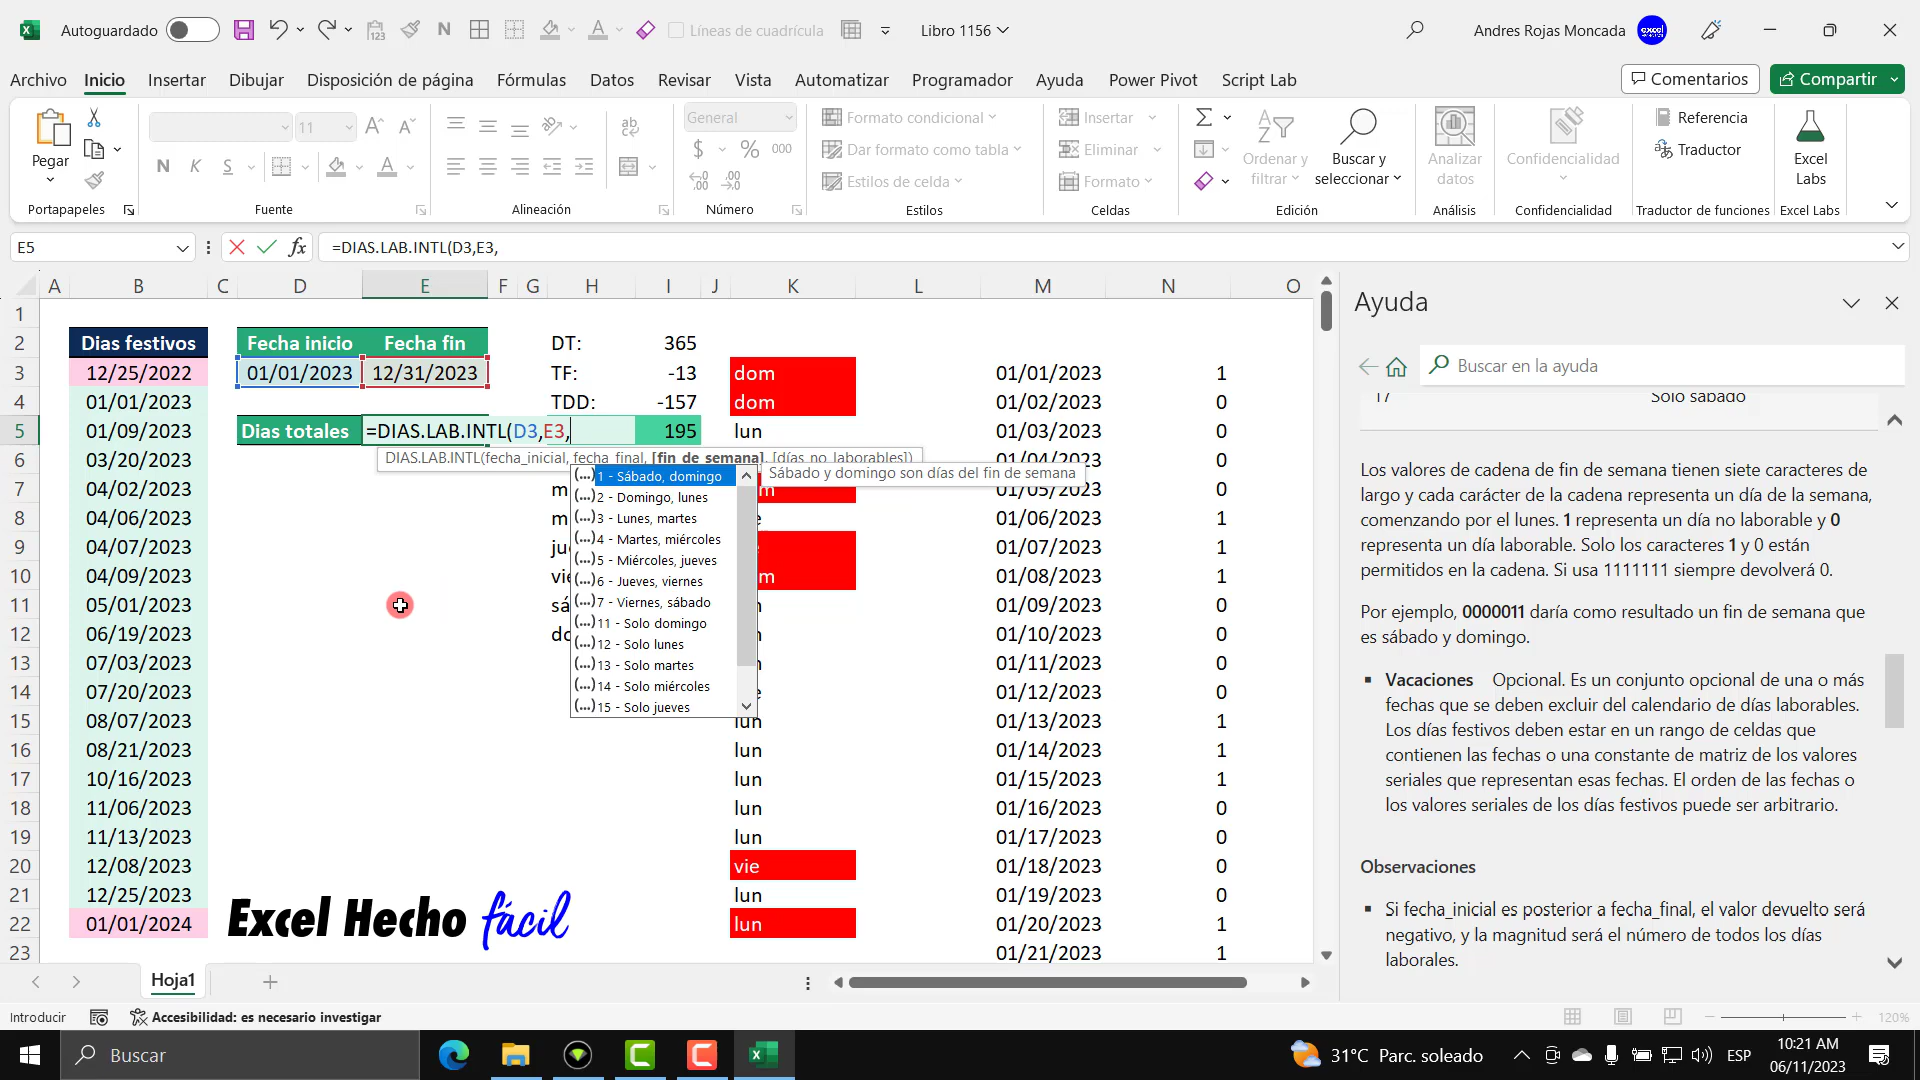 Autoguardado
N
Líneas de cuadrícula
Libro 1156
Andres Rojas Moncada
Archivo Inicio Insertar Dibujar Disposición de página Fórmulas Datos Revisar Vista Automatizar Programador Ayuda Power Pivot Script Lab
Comentarios
Compartir
Pegar
11
N K S
General
$ % 000
Formato condicional
Dar formato como tabla
Estilos de celda
Insertar
Eliminar
Formato
Ordenar y filtrar
Buscar y seleccionar
Analizar datos
Confidencialidad
Referencia
Traductor
Excel Labs
Portapapeles
Fuente
Alineación
Número
Estilos
Celdas
Edición
Análisis
Confidencialidad
Traductor de funciones
Excel Labs
E5
=DIAS.LAB.INTL(D3,E3,
A B C D E F G H I J K L M N O
1
2 Dias festivos Fecha inicio Fecha fin DT: 365
3 12/25/2022 01/01/2023 12/31/2023 TF: -13 dom 01/01/2023 1
4 01/01/2023 TDD: -157 dom 01/02/2023 0
5 01/09/2023 Dias totales =DIAS.LAB.INTL(D3,E3, 195 lun 01/03/2023 0
DIAS.LAB.INTL(fecha_inicial, fecha_final, [fin_de_semana], [días_no_laborables])
6 03/20/2023 01/04/2023 0
7 04/02/2023 01/05/2023 0
8 04/06/2023 01/06/2023 1
9 04/07/2023 01/07/2023 1
10 04/09/2023 01/08/2023 1
11 05/01/2023 01/09/2023 0
12 06/19/2023 01/10/2023 0
13 07/03/2023 01/11/2023 0
14 07/20/2023 01/12/2023 0
15 08/07/2023 lun 01/13/2023 1
16 08/21/2023 lun 01/14/2023 1
17 10/16/2023 lun 01/15/2023 1
18 11/06/2023 lun 01/16/2023 0
19 11/13/2023 lun 01/17/2023 0
20 12/08/2023 vie 01/18/2023 0
21 12/25/2023 lun 01/19/2023 0
22 01/01/2024 lun 01/20/2023 1
23 01/21/2023 1
(...) 1 - Sábado, domingo
(...) 2 - Domingo, lunes
(...) 3 - Lunes, martes
(...) 4 - Martes, miércoles
(...) 5 - Miércoles, jueves
(...) 6 - Jueves, viernes
(...) 7 - Viernes, sábado
(...) 11 - Solo domingo
(...) 12 - Solo lunes
(...) 13 - Solo martes
(...) 14 - Solo miércoles
(...) 15 - Solo jueves
Sábado y domingo son días del fin de semana
Excel Hecho fácil
Ayuda
Buscar en la ayuda
17 Solo sábado
Los valores de cadena de fin de semana tienen siete caracteres de
largo y cada carácter de la cadena representa un día de la semana,
comenzando por el lunes. 1 representa un día no laborable y 0
representa un día laborable. Solo los caracteres 1 y 0 están
permitidos en la cadena. Si usa 1111111 siempre devolverá 0.
Por ejemplo, 0000011 daría como resultado un fin de semana que
es sábado y domingo.
▪ Vacaciones Opcional. Es un conjunto opcional de una o más
fechas que se deben excluir del calendario de días laborables.
Los días festivos deben estar en un rango de celdas que
contienen las fechas o una constante de matriz de los valores
seriales que representan esas fechas. El orden de las fechas o
los valores seriales de los días festivos puede ser arbitrario.
Observaciones
▪ Si fecha_inicial es posterior a fecha_final, el valor devuelto será
negativo, y la magnitud será el número de todos los días
laborales.
Hoja1
Introducir
Accesibilidad: es necesario investigar
120%
Buscar
31°C Parc. soleado
ESP
10:21 AM
06/11/2023